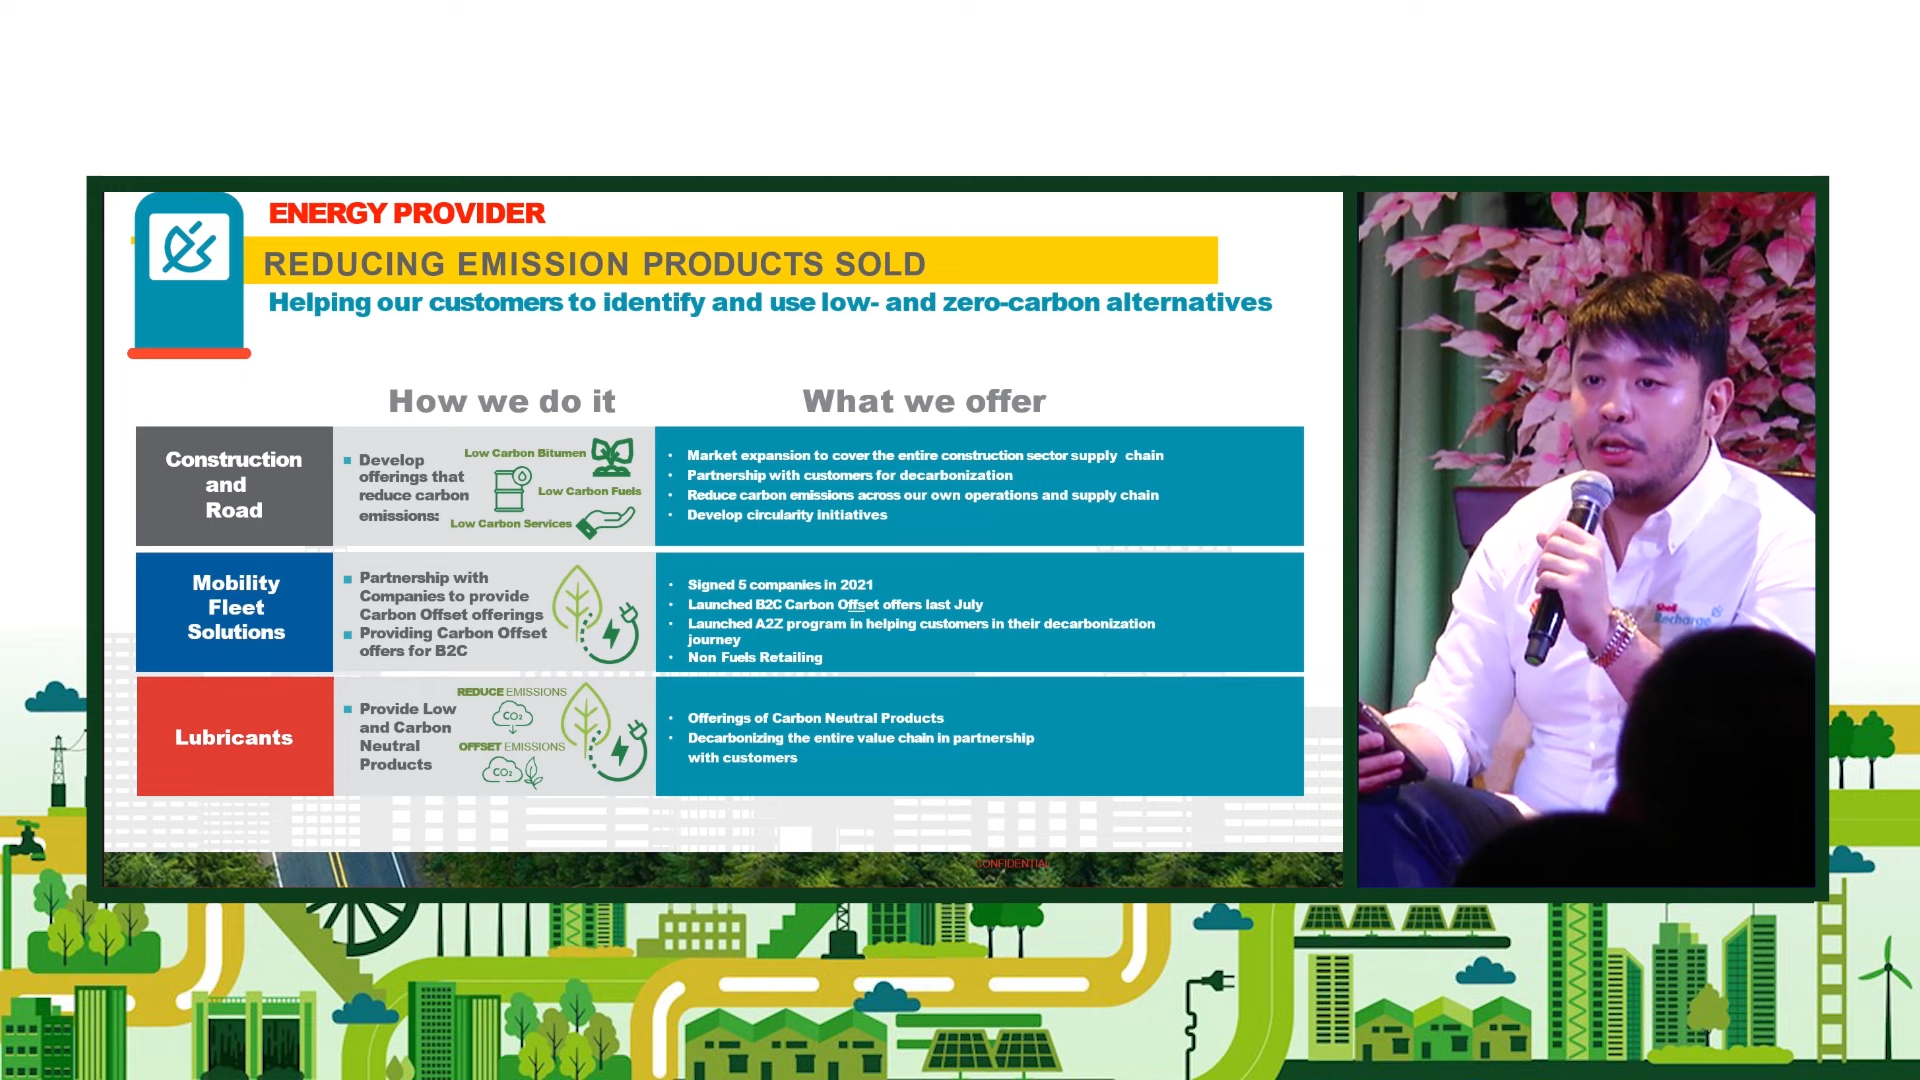 ENERGY PROVIDER
REDUCING EMISSION PRODUCTS SOLD
Helping our customers to identify and use low- and zero-carbon alternatives
How we do it
What we offer
Construction
and
Road
Develop
offerings that
reduce carbon
emissions:
Low Carbon Bitumen
Low Carbon Fuels
Low Carbon Services
• Market expansion to cover the entire construction sector supply chain
• Partnership with customers for decarbonization
• Reduce carbon emissions across our own operations and supply chain
• Develop circularity initiatives
Mobility
Fleet
Solutions
Partnership with
Companies to provide
Carbon Offset offerings
Providing Carbon Offset
offers for B2C
• Signed 5 companies in 2021
• Launched B2C Carbon Offset offers last July
• Launched A2Z program in helping customers in their decarbonization
journey
• Non Fuels Retailing
Lubricants
Provide Low
and Carbon
Neutral
Products
REDUCE EMISSIONS
CO2
OFFSET EMISSIONS
CO2
• Offerings of Carbon Neutral Products
• Decarbonizing the entire value chain in partnership
with customers
CONFIDENTIAL
Shell
Recharge